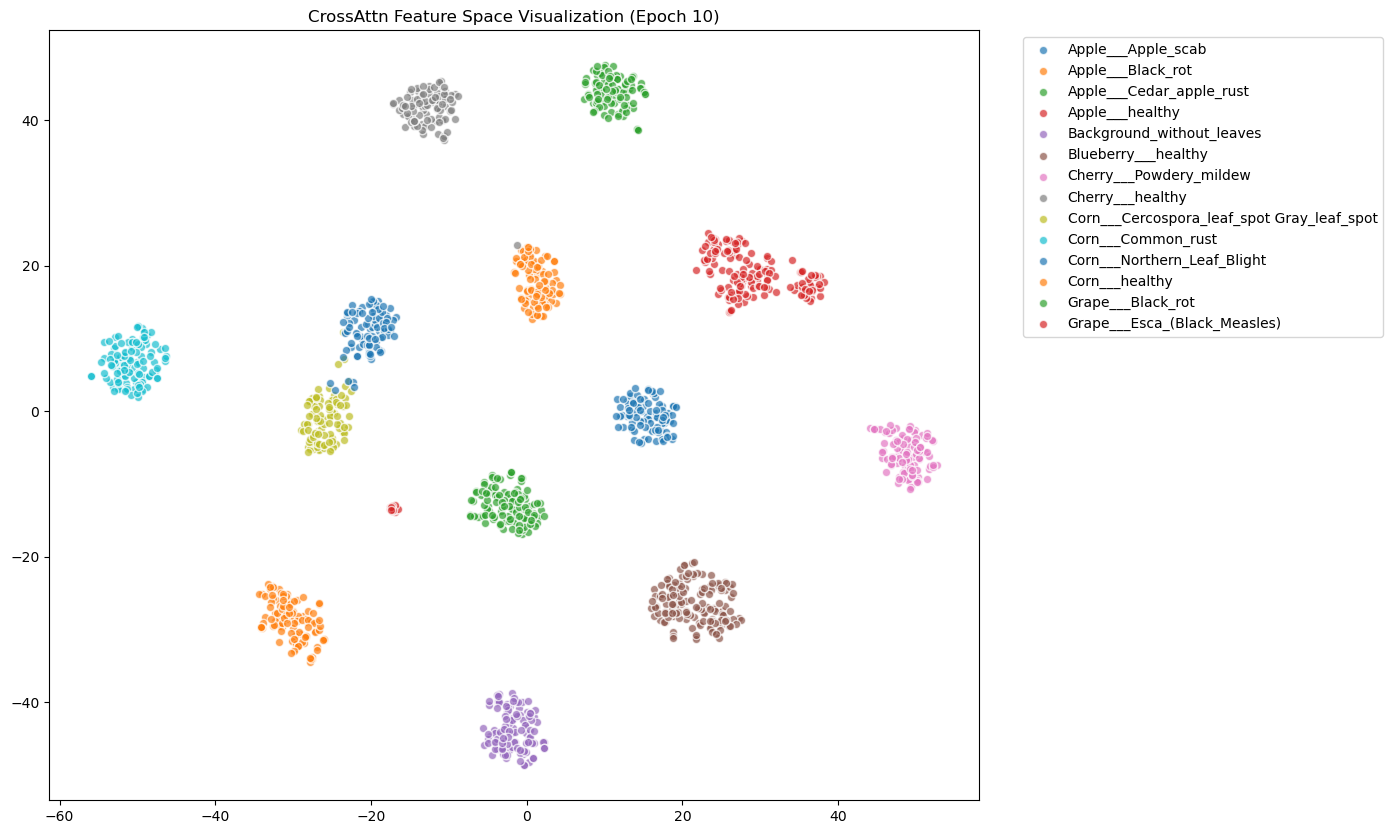 CrossAttn Feature Space Visualization (Epoch 10)
40
20
0
−20
−40
−60
−40
−20
0
20
40
Apple___Apple_scab
Apple___Black_rot
Apple___Cedar_apple_rust
Apple___healthy
Background_without_leaves
Blueberry___healthy
Cherry___Powdery_mildew
Cherry___healthy
Corn___Cercospora_leaf_spot Gray_leaf_spot
Corn___Common_rust
Corn___Northern_Leaf_Blight
Corn___healthy
Grape___Black_rot
Grape___Esca_(Black_Measles)